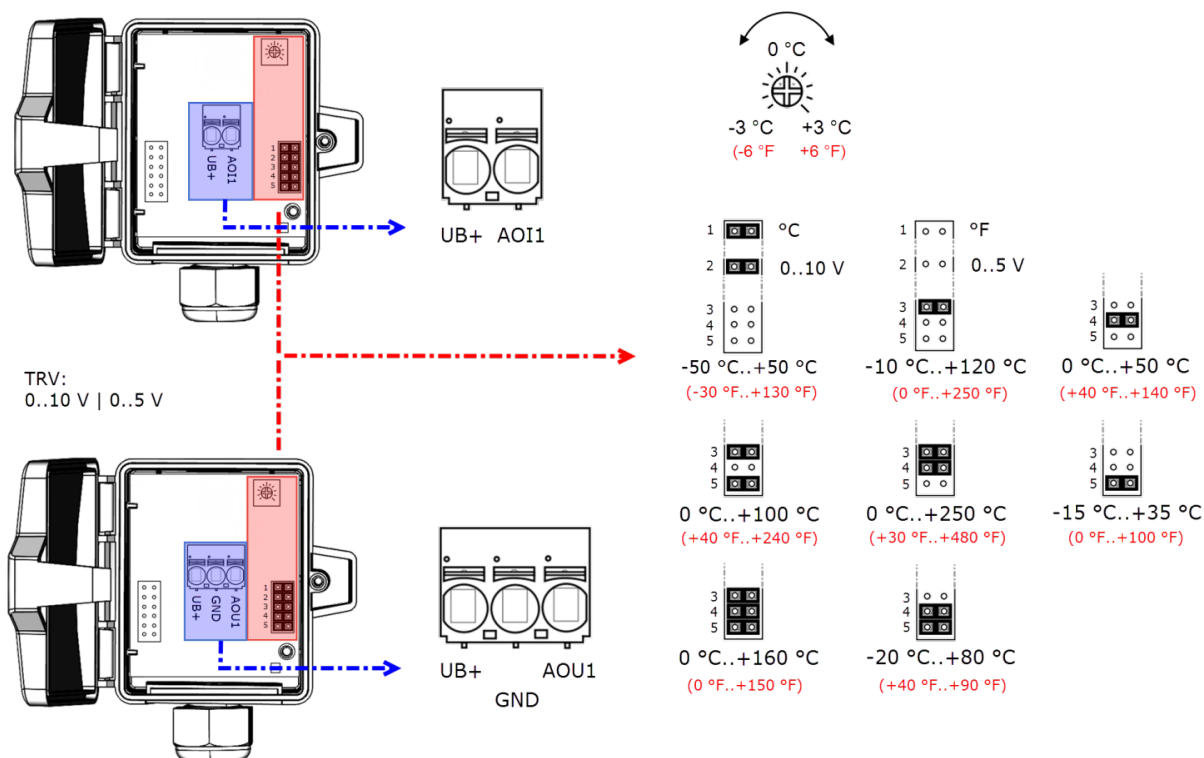 0 °C
-3 °C +3 °C
(-6 °F +6 °F)
1
2
3
4
5
UB+
AOI1
UB+ AOI1
1 °C
2 0..10 V
3
4
5
-50 °C..+50 °C
(-30 °F..+130 °F)
1 °F
2 0..5 V
3
4
5
-10 °C..+120 °C
(0 °F..+250 °F)
3
4
5
0 °C..+50 °C
(+40 °F..+140 °F)
TRV:
0..10 V | 0..5 V
3
4
5
0 °C..+100 °C
(+40 °F..+240 °F)
3
4
5
0 °C..+250 °C
(+30 °F..+480 °F)
3
4
5
-15 °C..+35 °C
(0 °F..+100 °F)
1
2
3
4
5
UB+
GND
AOU1
UB+ AOU1
GND
3
4
5
0 °C..+160 °C
(0 °F..+150 °F)
3
4
5
-20 °C..+80 °C
(+40 °F..+90 °F)